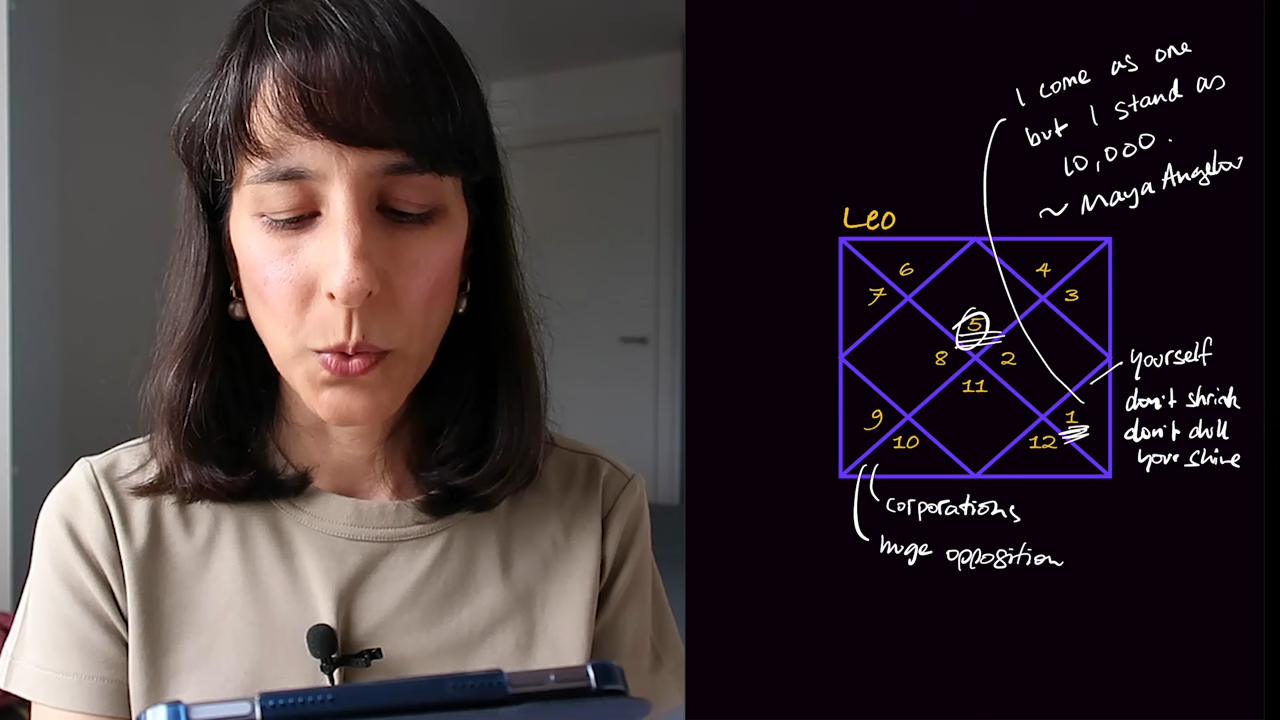 I come as one
but I stand as
10,000.
~ Maya Angelou
Leo
6
4
7
3
5
8
2
11
yourself
don't shrink
9
1
don't dull
10
12
your shine
corporations
huge opposition